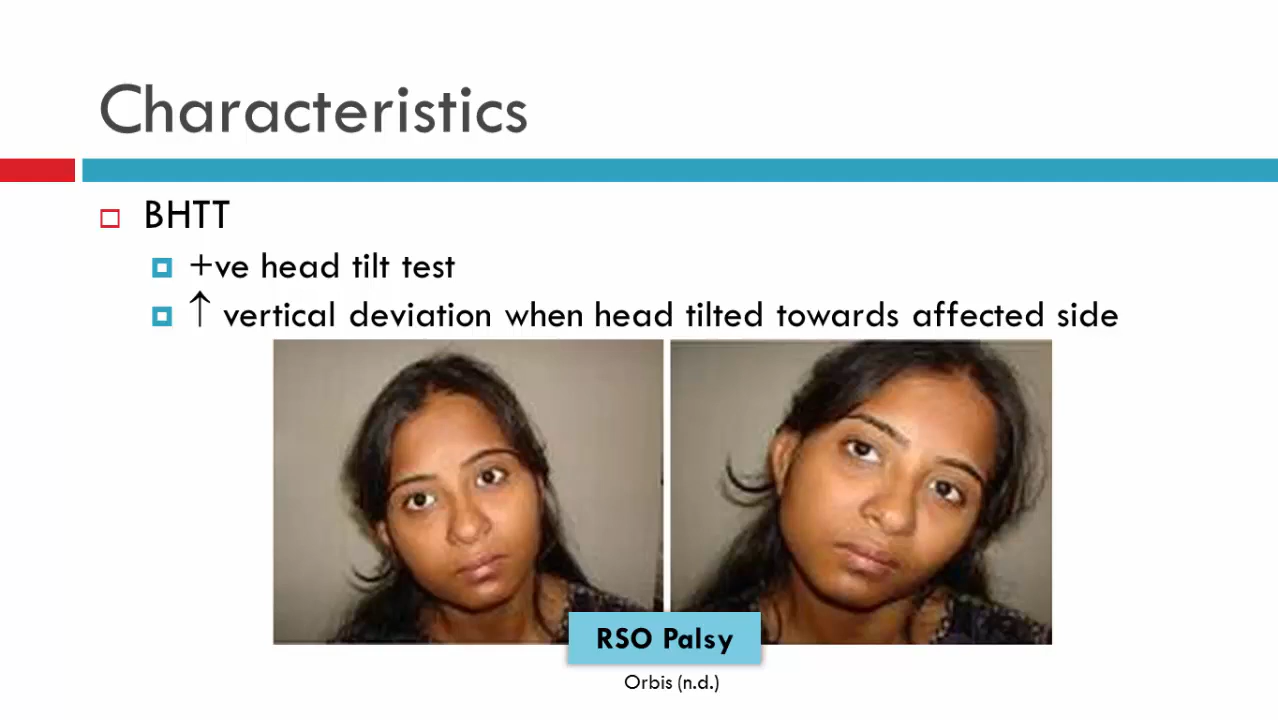 Characteristics
BHTT
+ve head tilt test
↑ vertical deviation when head tilted towards affected side
RSO Palsy
Orbis (n.d.)